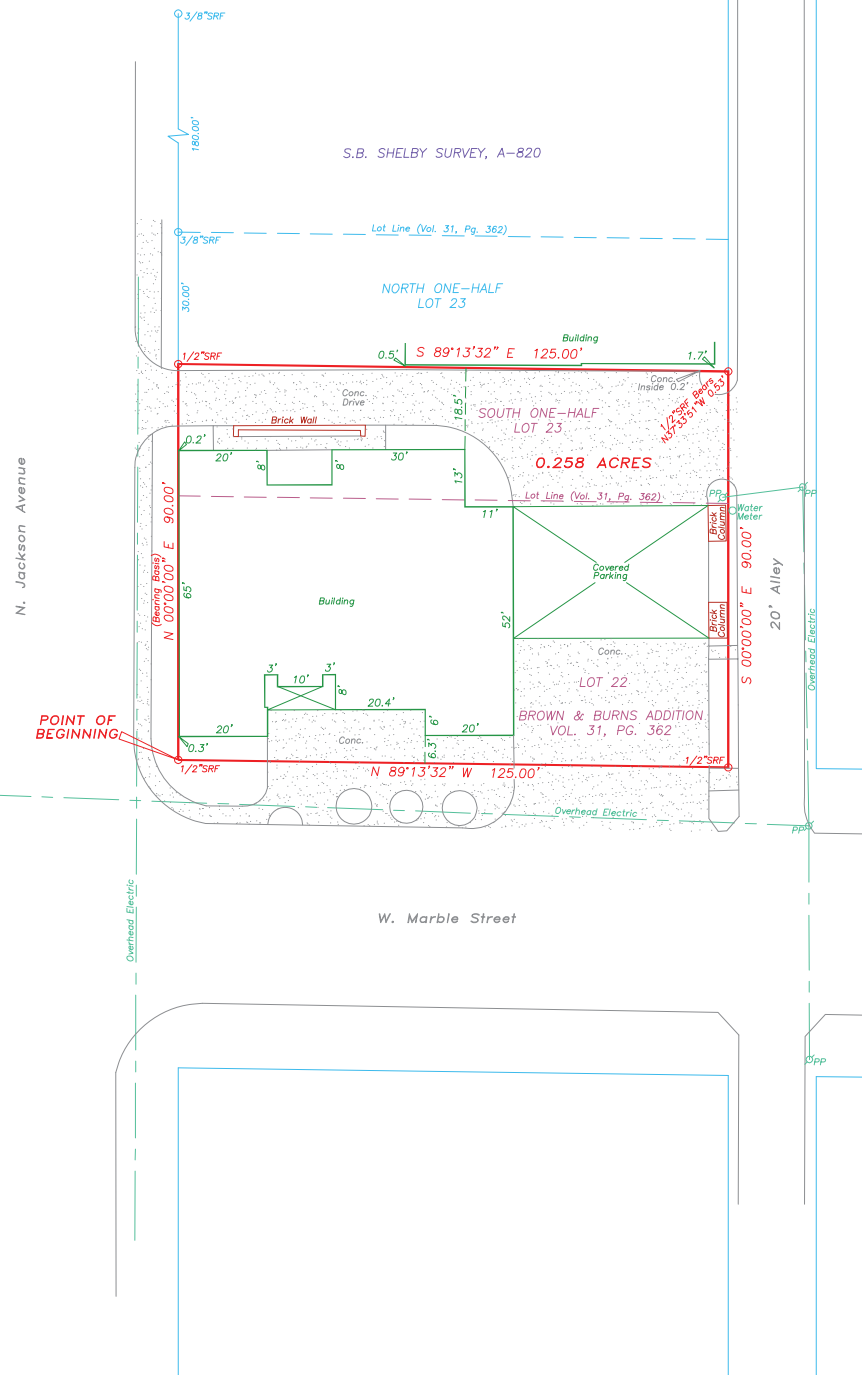 3/8"SRF
180.00'
S.B. SHELBY SURVEY, A-820
Lot Line (Vol. 31, Pg. 362)
3/8"SRF
30.00'
NORTH ONE-HALF
LOT 23
Building
1/2"SRF
0.5'
S 89°13'32" E 125.00'
1.7'
Conc.
Inside 0.2'
1/2"SRF Bears
N37°33'51"W 0.53'
Conc.
Drive
18.5'
SOUTH ONE-HALF
LOT 23
Brick Wall
0.2'
20'
8'
8'
30'
13'
0.258 ACRES
Lot Line (Vol. 31, Pg. 362)
PP
PP
Water
Meter
11'
Brick
Column
N. Jackson Avenue
N 00°00'00" E 90.00'
(Bearing Basis)
65'
Building
Covered
Parking
52'
Brick
Column
S 00°00'00" E 90.00'
20' Alley
Overhead Electric
Conc.
3'
3'
10'
8'
LOT 22
20.4'
BROWN & BURNS ADDITION
VOL. 31, PG. 362
POINT OF
BEGINNING
20'
0.3'
Conc.
6'
20'
6.3'
1/2"SRF
N 89°13'32" W 125.00'
1/2"SRF
Overhead Electric
PP
Overhead Electric
W. Marble Street
PP